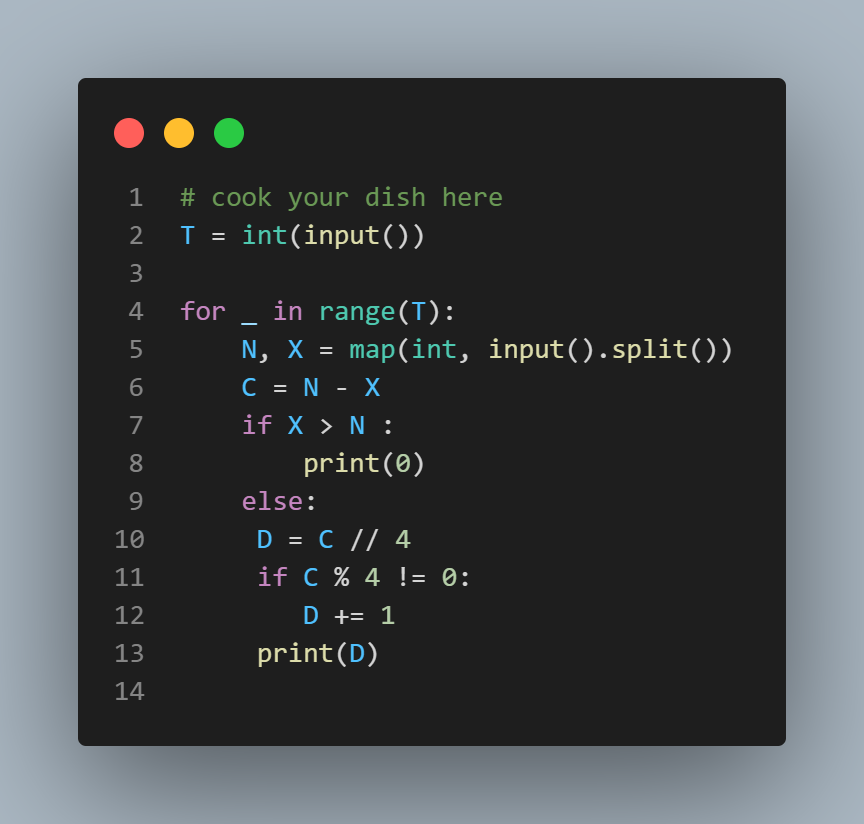 1 # cook your dish here
2 T = int(input())
3
4 for _ in range(T):
5     N, X = map(int, input().split())
6     C = N - X
7     if X > N :
8         print(0)
9     else:
10      D = C // 4
11      if C % 4 != 0:
12         D += 1
13      print(D)
14